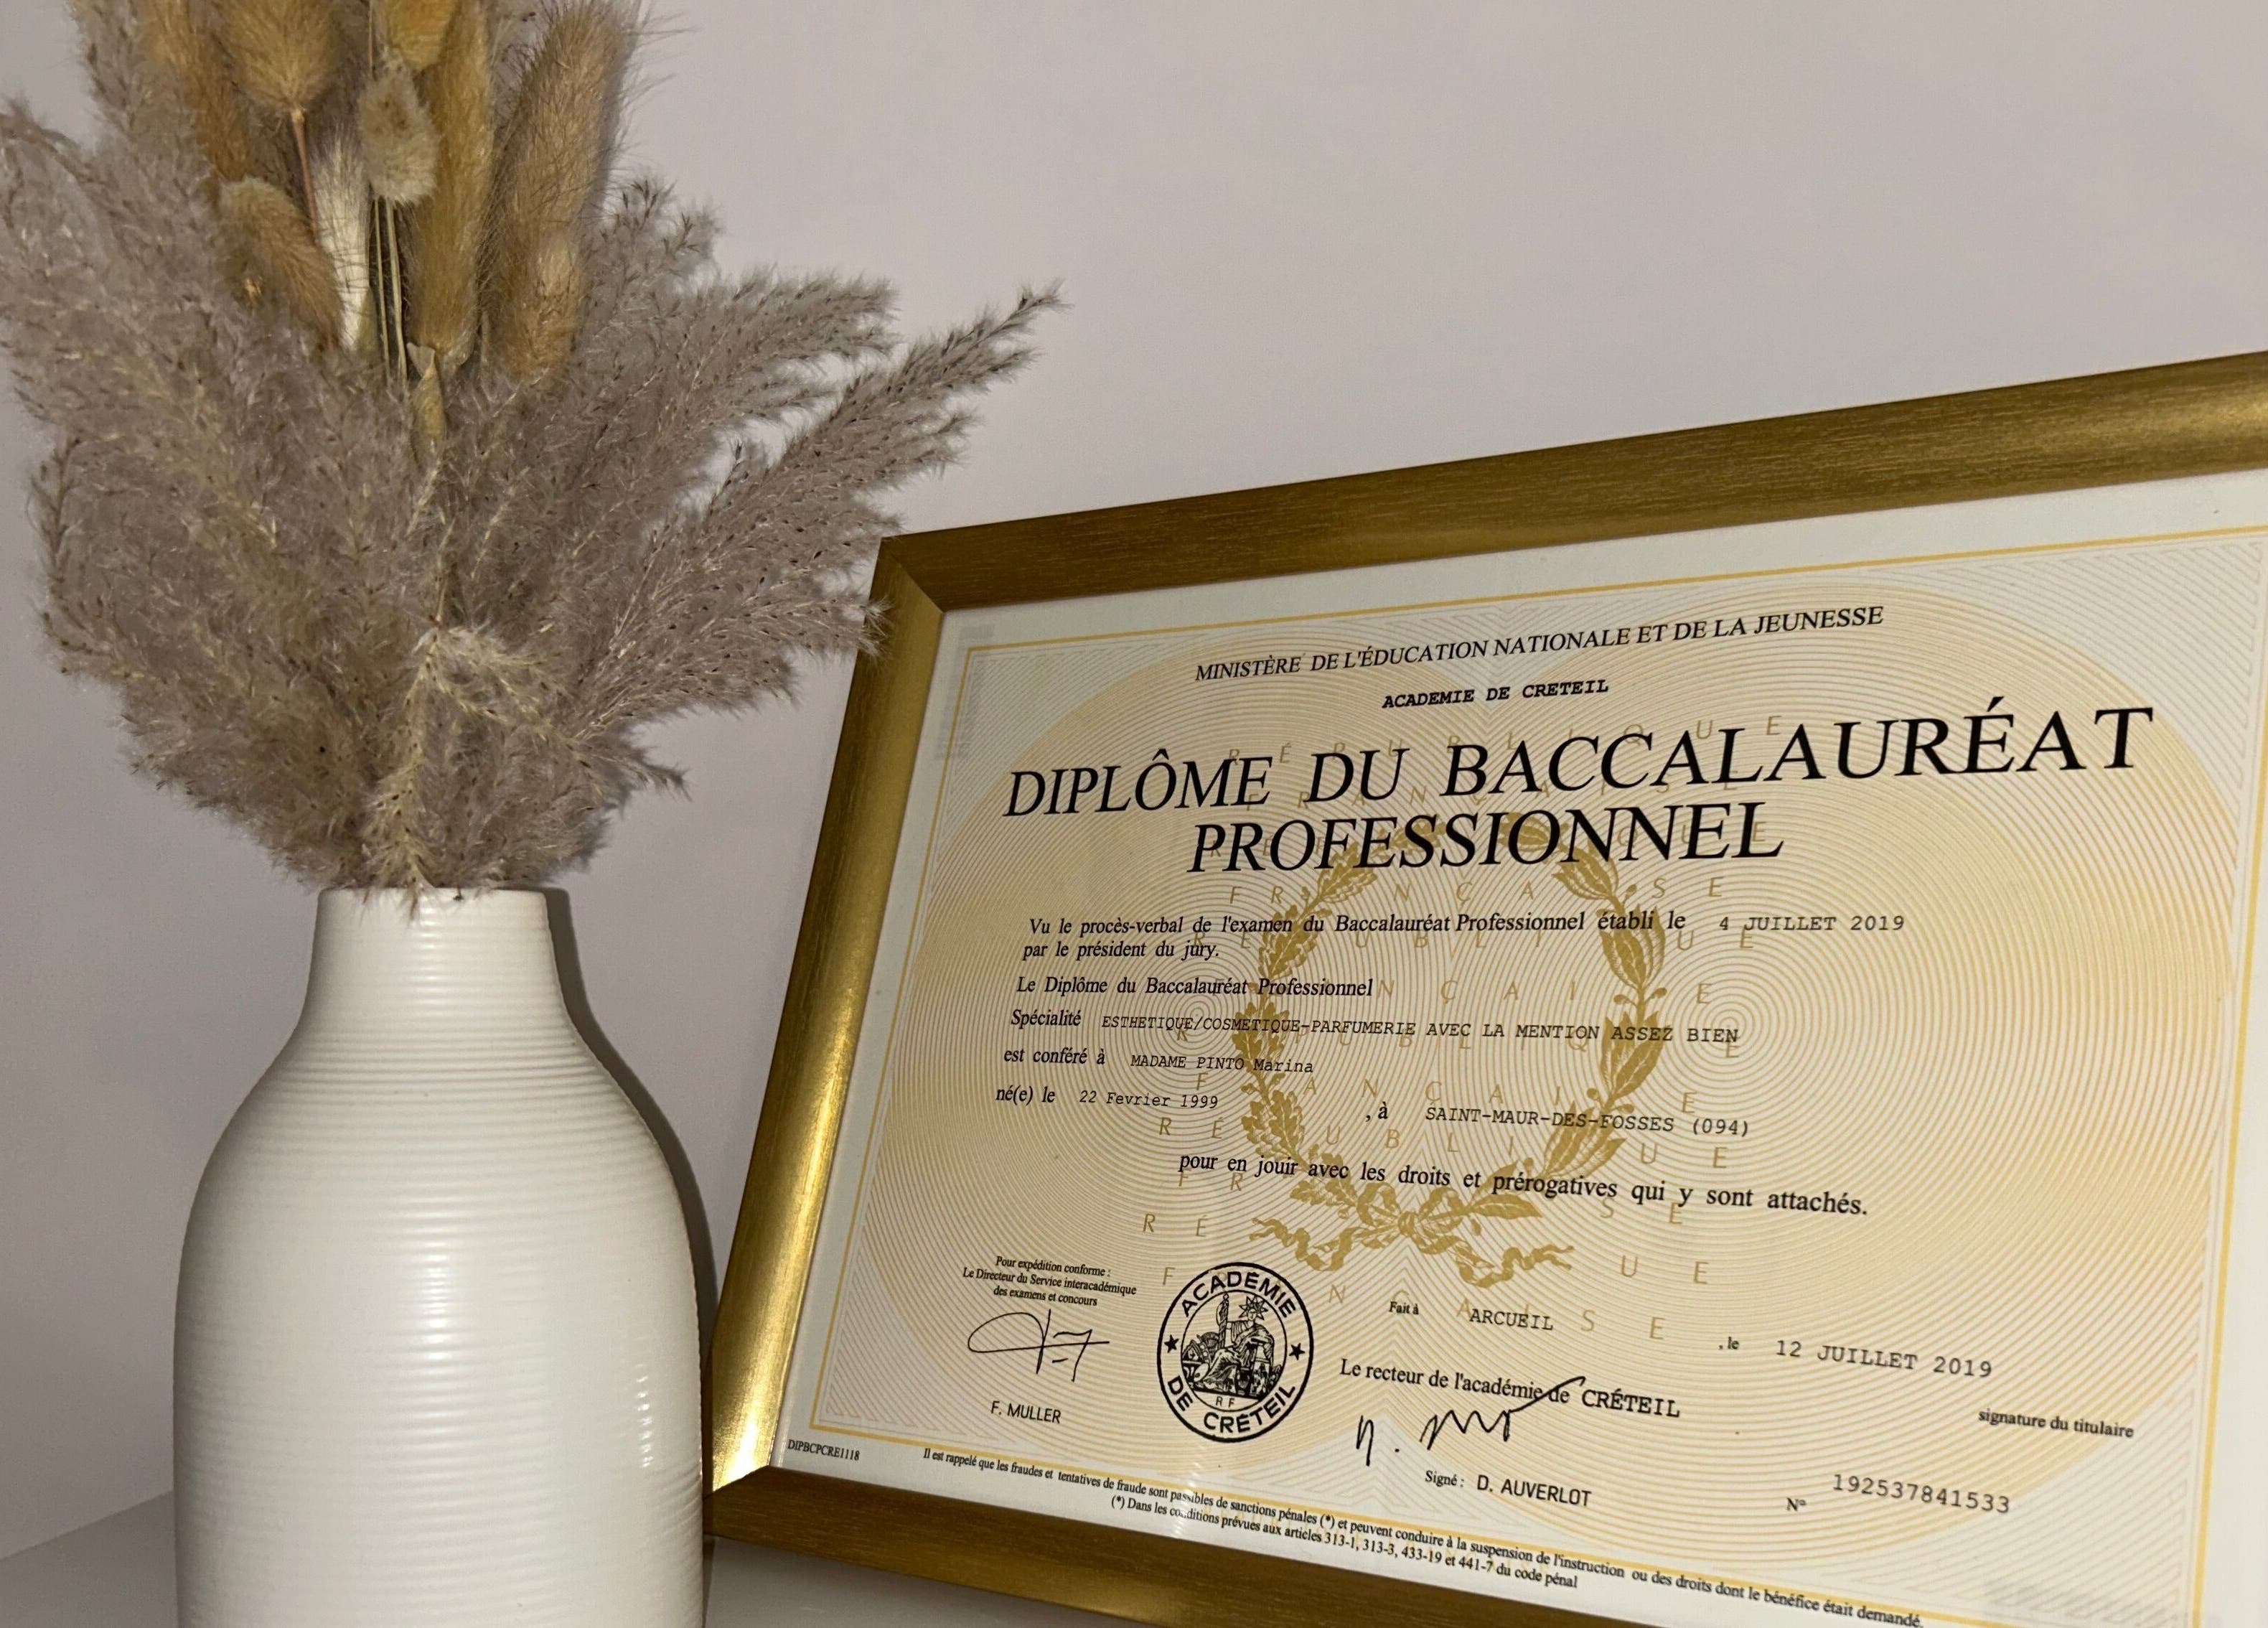 MINISTÈRE DE L'ÉDUCATION NATIONALE ET DE LA JEUNESSE
ACADEMIE DE CRETEIL
DIPLÔME DU BACCALAURÉAT
PROFESSIONNEL
Vu le procès-verbal de l'examen du Baccalauréat Professionnel établi le 4 JUILLET 2019
par le président du jury.
Le Diplôme du Baccalauréat Professionnel
Spécialité ESTHETIQUE/COSMETIQUE-PARFUMERIE AVEC LA MENTION ASSEZ BIEN
est conféré à MADAME PINTO Marina
né(e) le 22 Fevrier 1999 , à SAINT-MAUR-DES-FOSSES (094)
pour en jouir avec les droits et prérogatives qui y sont attachés.
Pour expédition conforme :
Le Directeur du Service interacadémique
des examens et concours
F. MULLER
ACADÉMIE DE CRÉTEIL
RF
Fait à ARCUEIL , le 12 JUILLET 2019
Le recteur de l'académie de CRÉTEIL
signature du titulaire
Signé : D. AUVERLOT
N° 192537841533
DIPBCPCRE1118
Il est rappelé que les fraudes et tentatives de fraude sont passibles de sanctions pénales (*) et peuvent conduire à la suspension de l'instruction ou des droits dont le bénéfice était demandé.
(*) Dans les conditions prévues aux articles 313-1, 313-3, 433-19 et 441-7 du code pénal